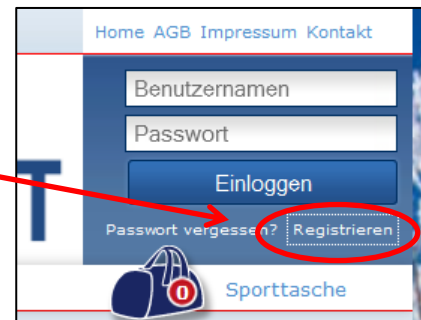 Home AGB Impressum Kontakt
Benutzernamen
Passwort
T
Einloggen
Passwort vergessen? Registrieren
0 Sporttasche